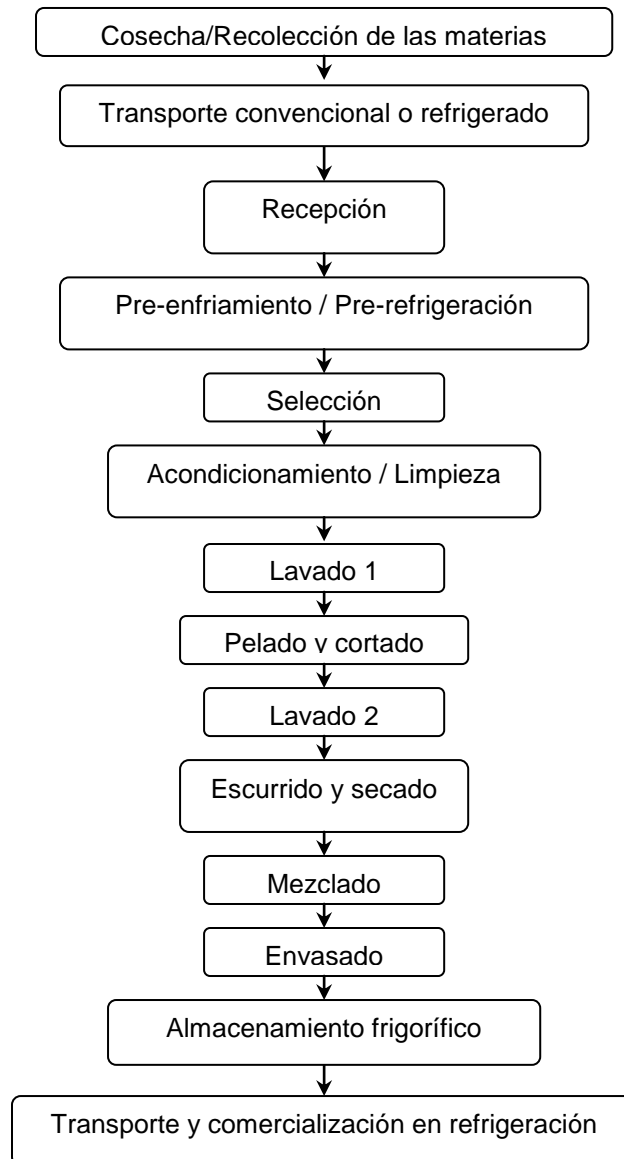 Cosecha/Recolección de las materias
Transporte convencional o refrigerado
Recepción
Pre-enfriamiento / Pre-refrigeración
Selección
Acondicionamiento / Limpieza
Lavado 1
Pelado y cortado
Lavado 2
Escurrido y secado
Mezclado
Envasado
Almacenamiento frigorífico
Transporte y comercialización en refrigeración